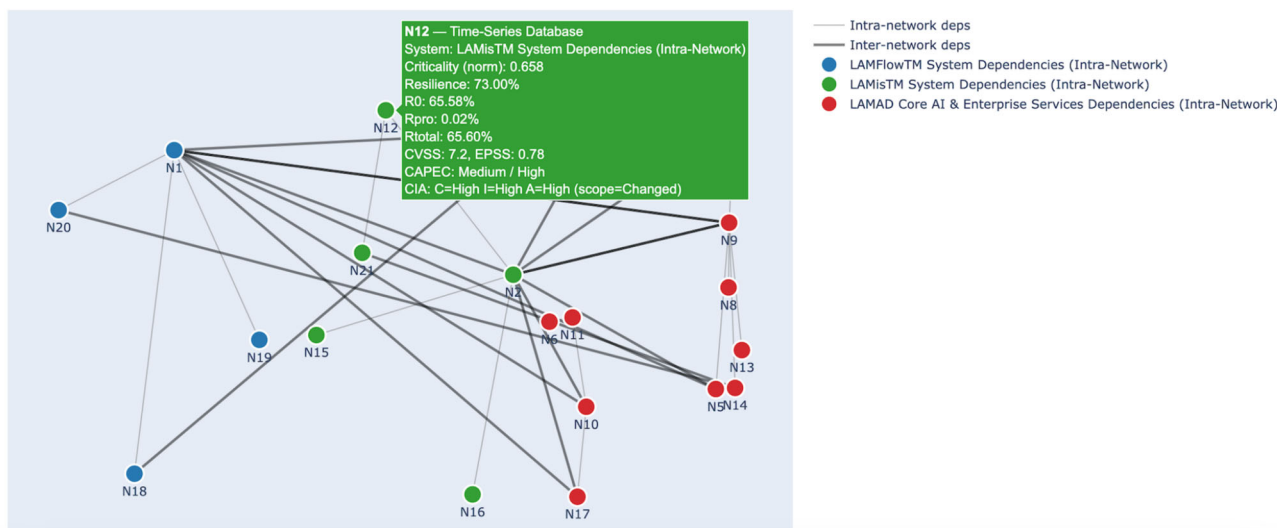 N12 — Time-Series Database
System: LAMisTM System Dependencies (Intra-Network)
Criticality (norm): 0.658
Resilience: 73.00%
R0: 65.58%
Rpro: 0.02%
Rtotal: 65.60%
CVSS: 7.2, EPSS: 0.78
CAPEC: Medium / High
CIA: C=High I=High A=High (scope=Changed)
Intra-network deps
Inter-network deps
LAMFlowTM System Dependencies (Intra-Network)
LAMisTM System Dependencies (Intra-Network)
LAMAD Core AI & Enterprise Services Dependencies (Intra-Network)
N12
N1
N20
N9
N21
N2
N8
N6
N11
N19
N15
N13
N5
N14
N10
N18
N16
N17